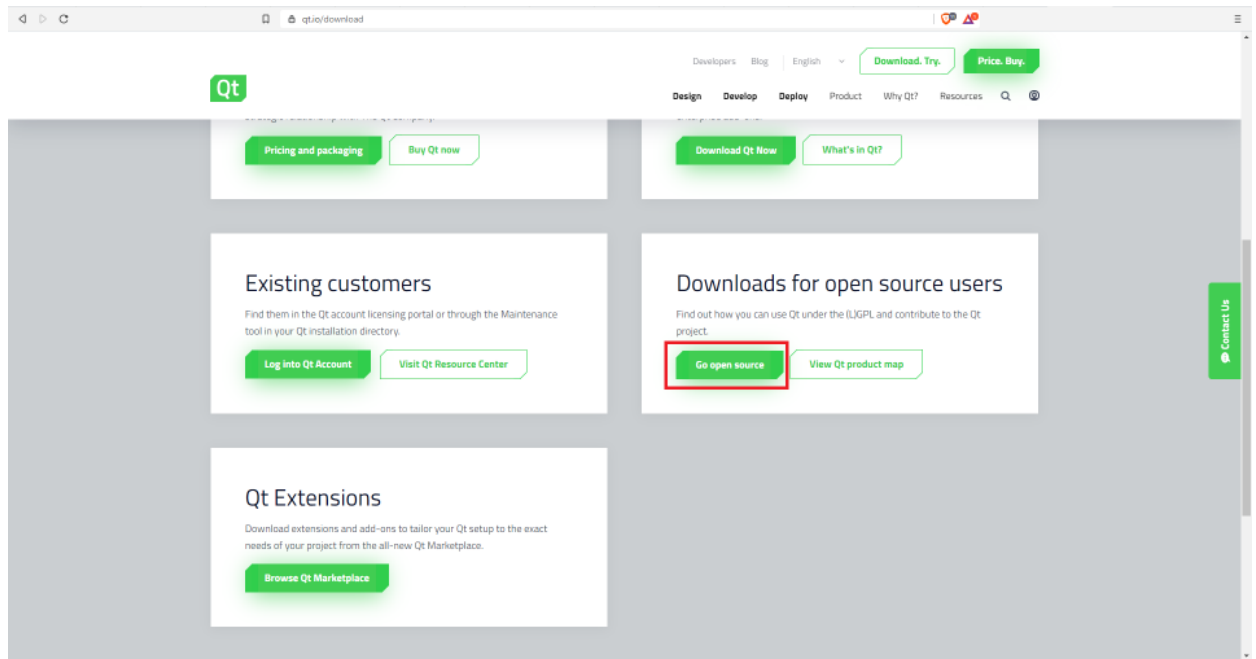 qt.io/download
Developers Blog English Download. Try. Price. Buy.
Qt
Design Develop Deploy Product Why Qt? Resources
Pricing and packaging Buy Qt now
Download Qt Now What's in Qt?
Existing customers
Find them in the Qt account licensing portal or through the Maintenance
tool in your Qt installation directory.
Log into Qt Account Visit Qt Resource Center
Downloads for open source users
Find out how you can use Qt under the (L)GPL and contribute to the Qt
project.
Go open source View Qt product map
Contact Us
Qt Extensions
Download extensions and add-ons to tailor your Qt setup to the exact
needs of your project from the all-new Qt Marketplace.
Browse Qt Marketplace